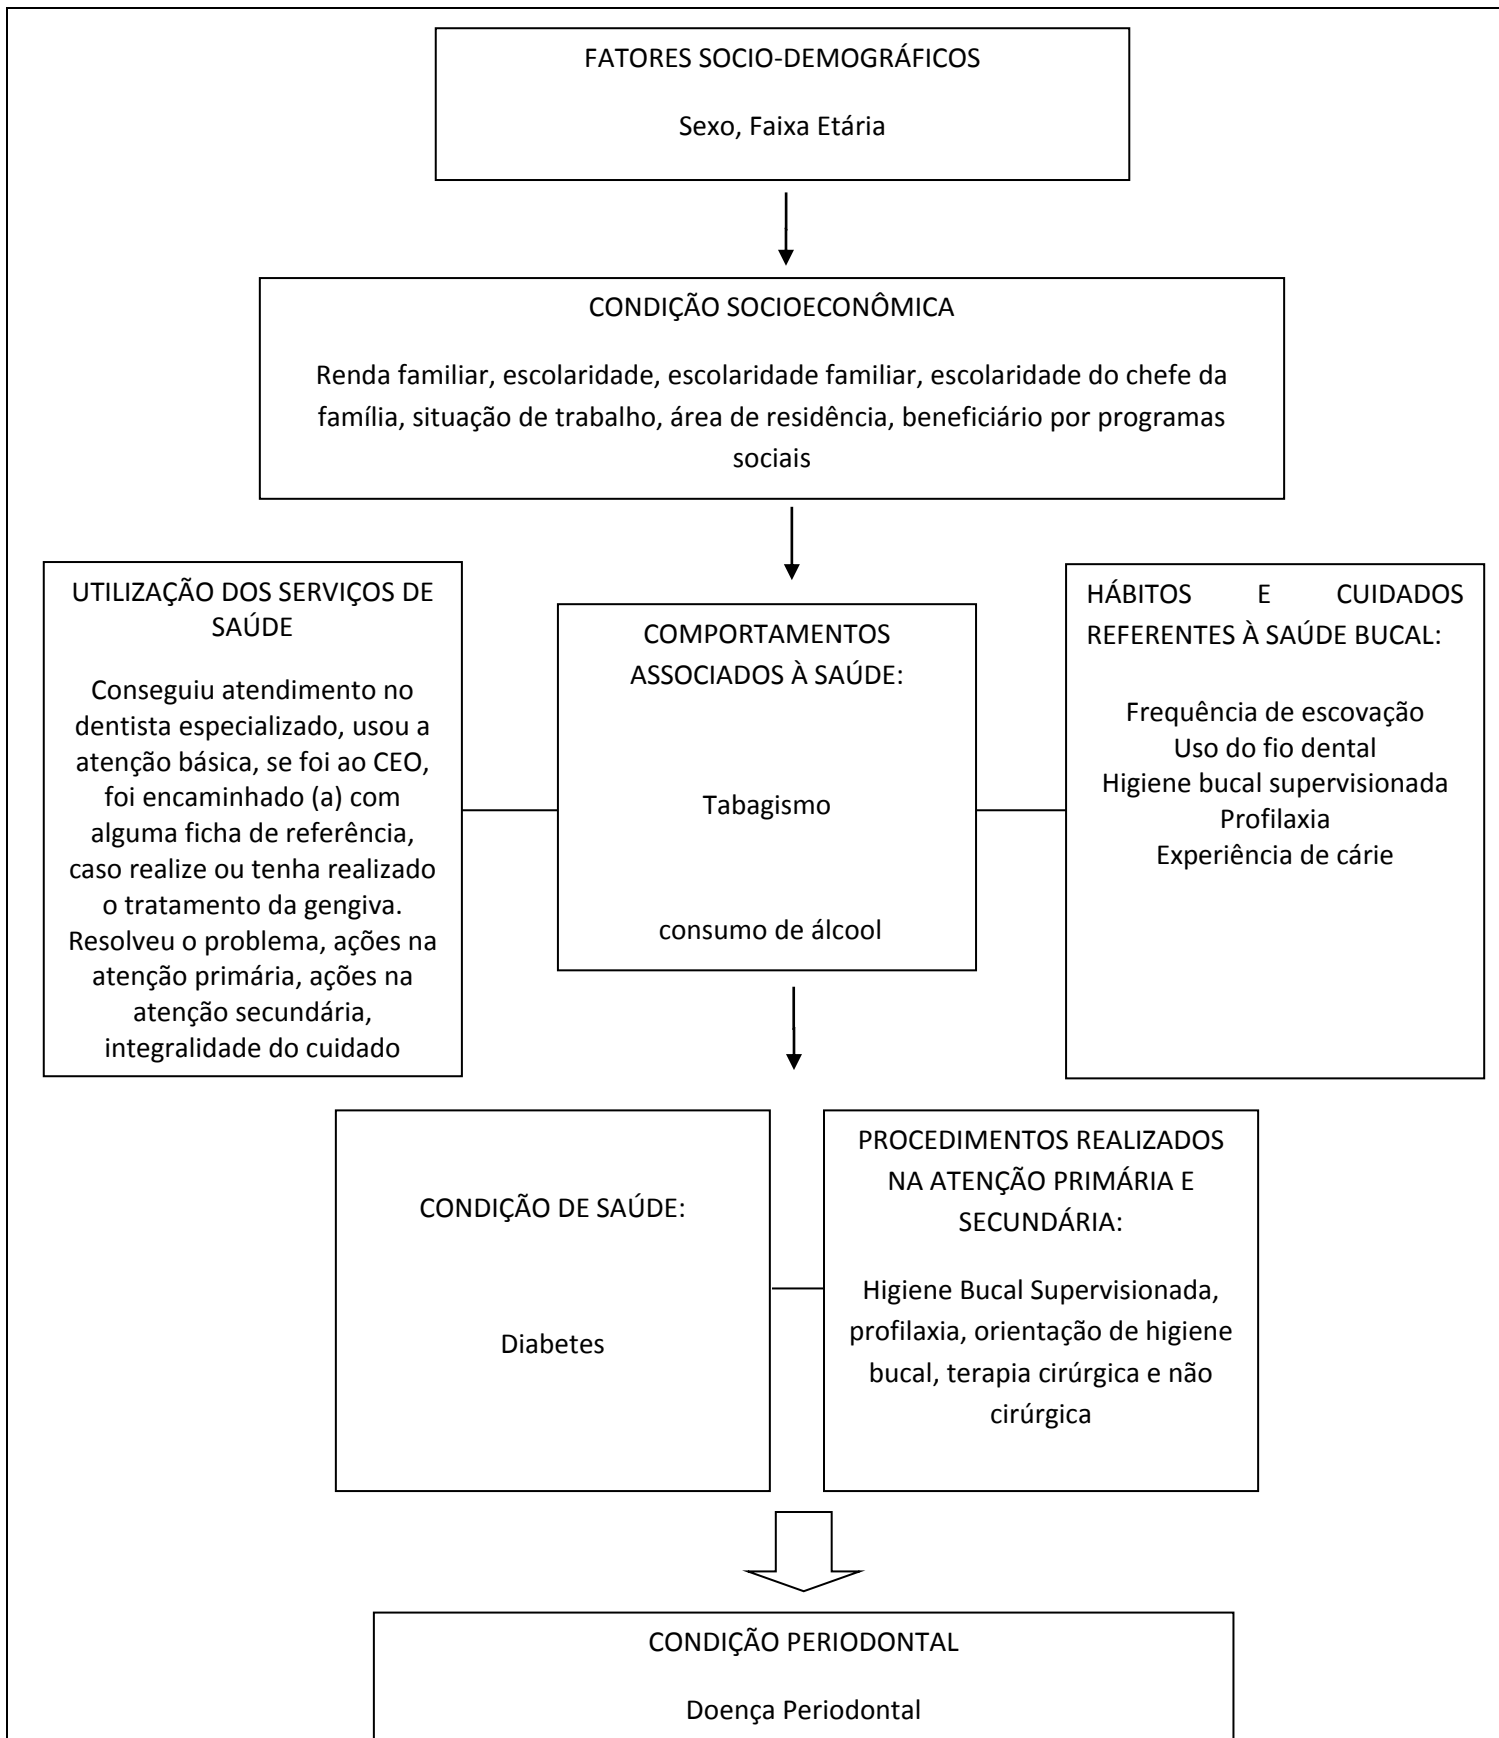 FATORES SOCIO-DEMOGRÁFICOS
Sexo, Faixa Etária
CONDIÇÃO SOCIOECONÔMICA
Renda familiar, escolaridade, escolaridade familiar, escolaridade do chefe da
família, situação de trabalho, área de residência, beneficiário por programas
sociais
UTILIZAÇÃO DOS SERVIÇOS DE
SAÚDE
Conseguiu atendimento no
dentista especializado, usou a
atenção básica, se foi ao CEO,
foi encaminhado (a) com
alguma ficha de referência,
caso realize ou tenha realizado
o tratamento da gengiva.
Resolveu o problema, ações na
atenção primária, ações na
atenção secundária,
integralidade do cuidado
COMPORTAMENTOS
ASSOCIADOS À SAÚDE:
Tabagismo
consumo de álcool
HÁBITOS E CUIDADOS
REFERENTES À SAÚDE BUCAL:
Frequência de escovação
Uso do fio dental
Higiene bucal supervisionada
Profilaxia
Experiência de cárie
CONDIÇÃO DE SAÚDE:
Diabetes
PROCEDIMENTOS REALIZADOS
NA ATENÇÃO PRIMÁRIA E
SECUNDÁRIA:
Higiene Bucal Supervisionada,
profilaxia, orientação de higiene
bucal, terapia cirúrgica e não
cirúrgica
CONDIÇÃO PERIODONTAL
Doença Periodontal